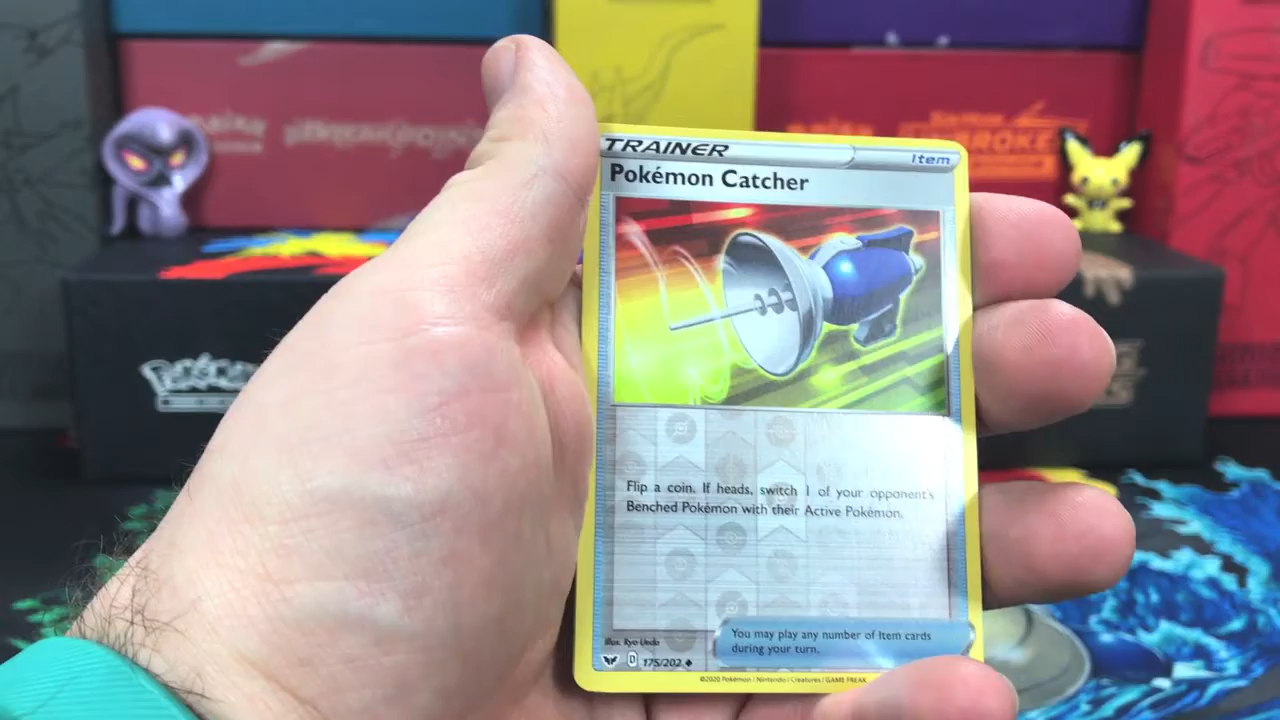 BREAKPOINT
TRAINER
Item
Pokémon Catcher
Flip a coin. If heads, switch 1 of your opponent's
Benched Pokémon with their Active Pokémon.
You may play any number of Item cards
during your turn.
Illus. Ryo Ueda
D 175/202
©2020 Pokémon / Nintendo / Creatures / GAME FREAK
POKÉMON